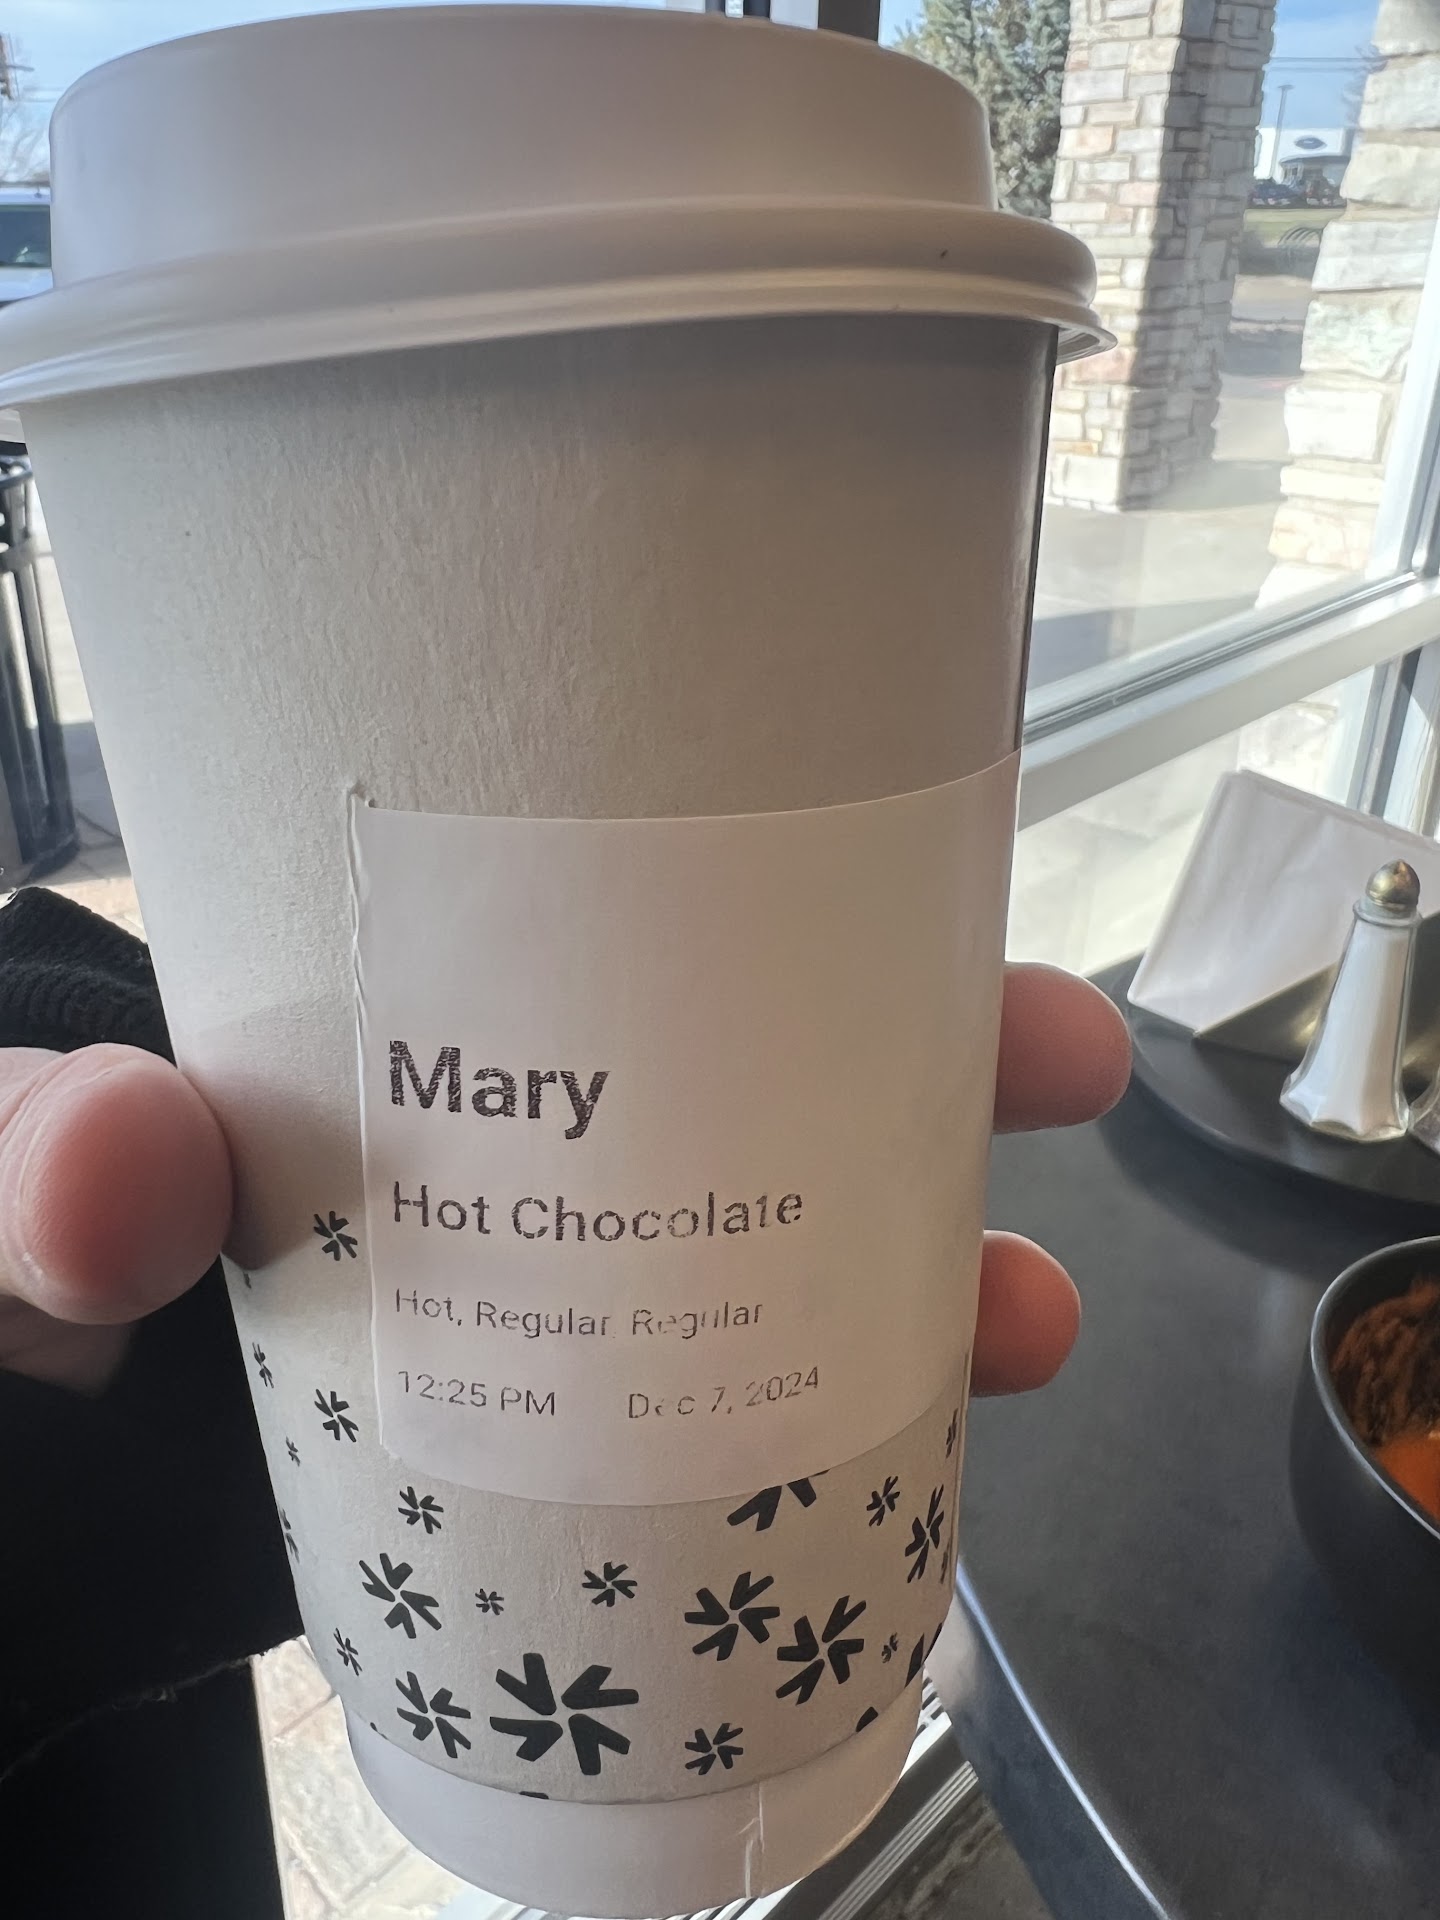 Mary
Hot Chocolate
Hot, Regular, Regular
12:25 PM Dec 7, 2024